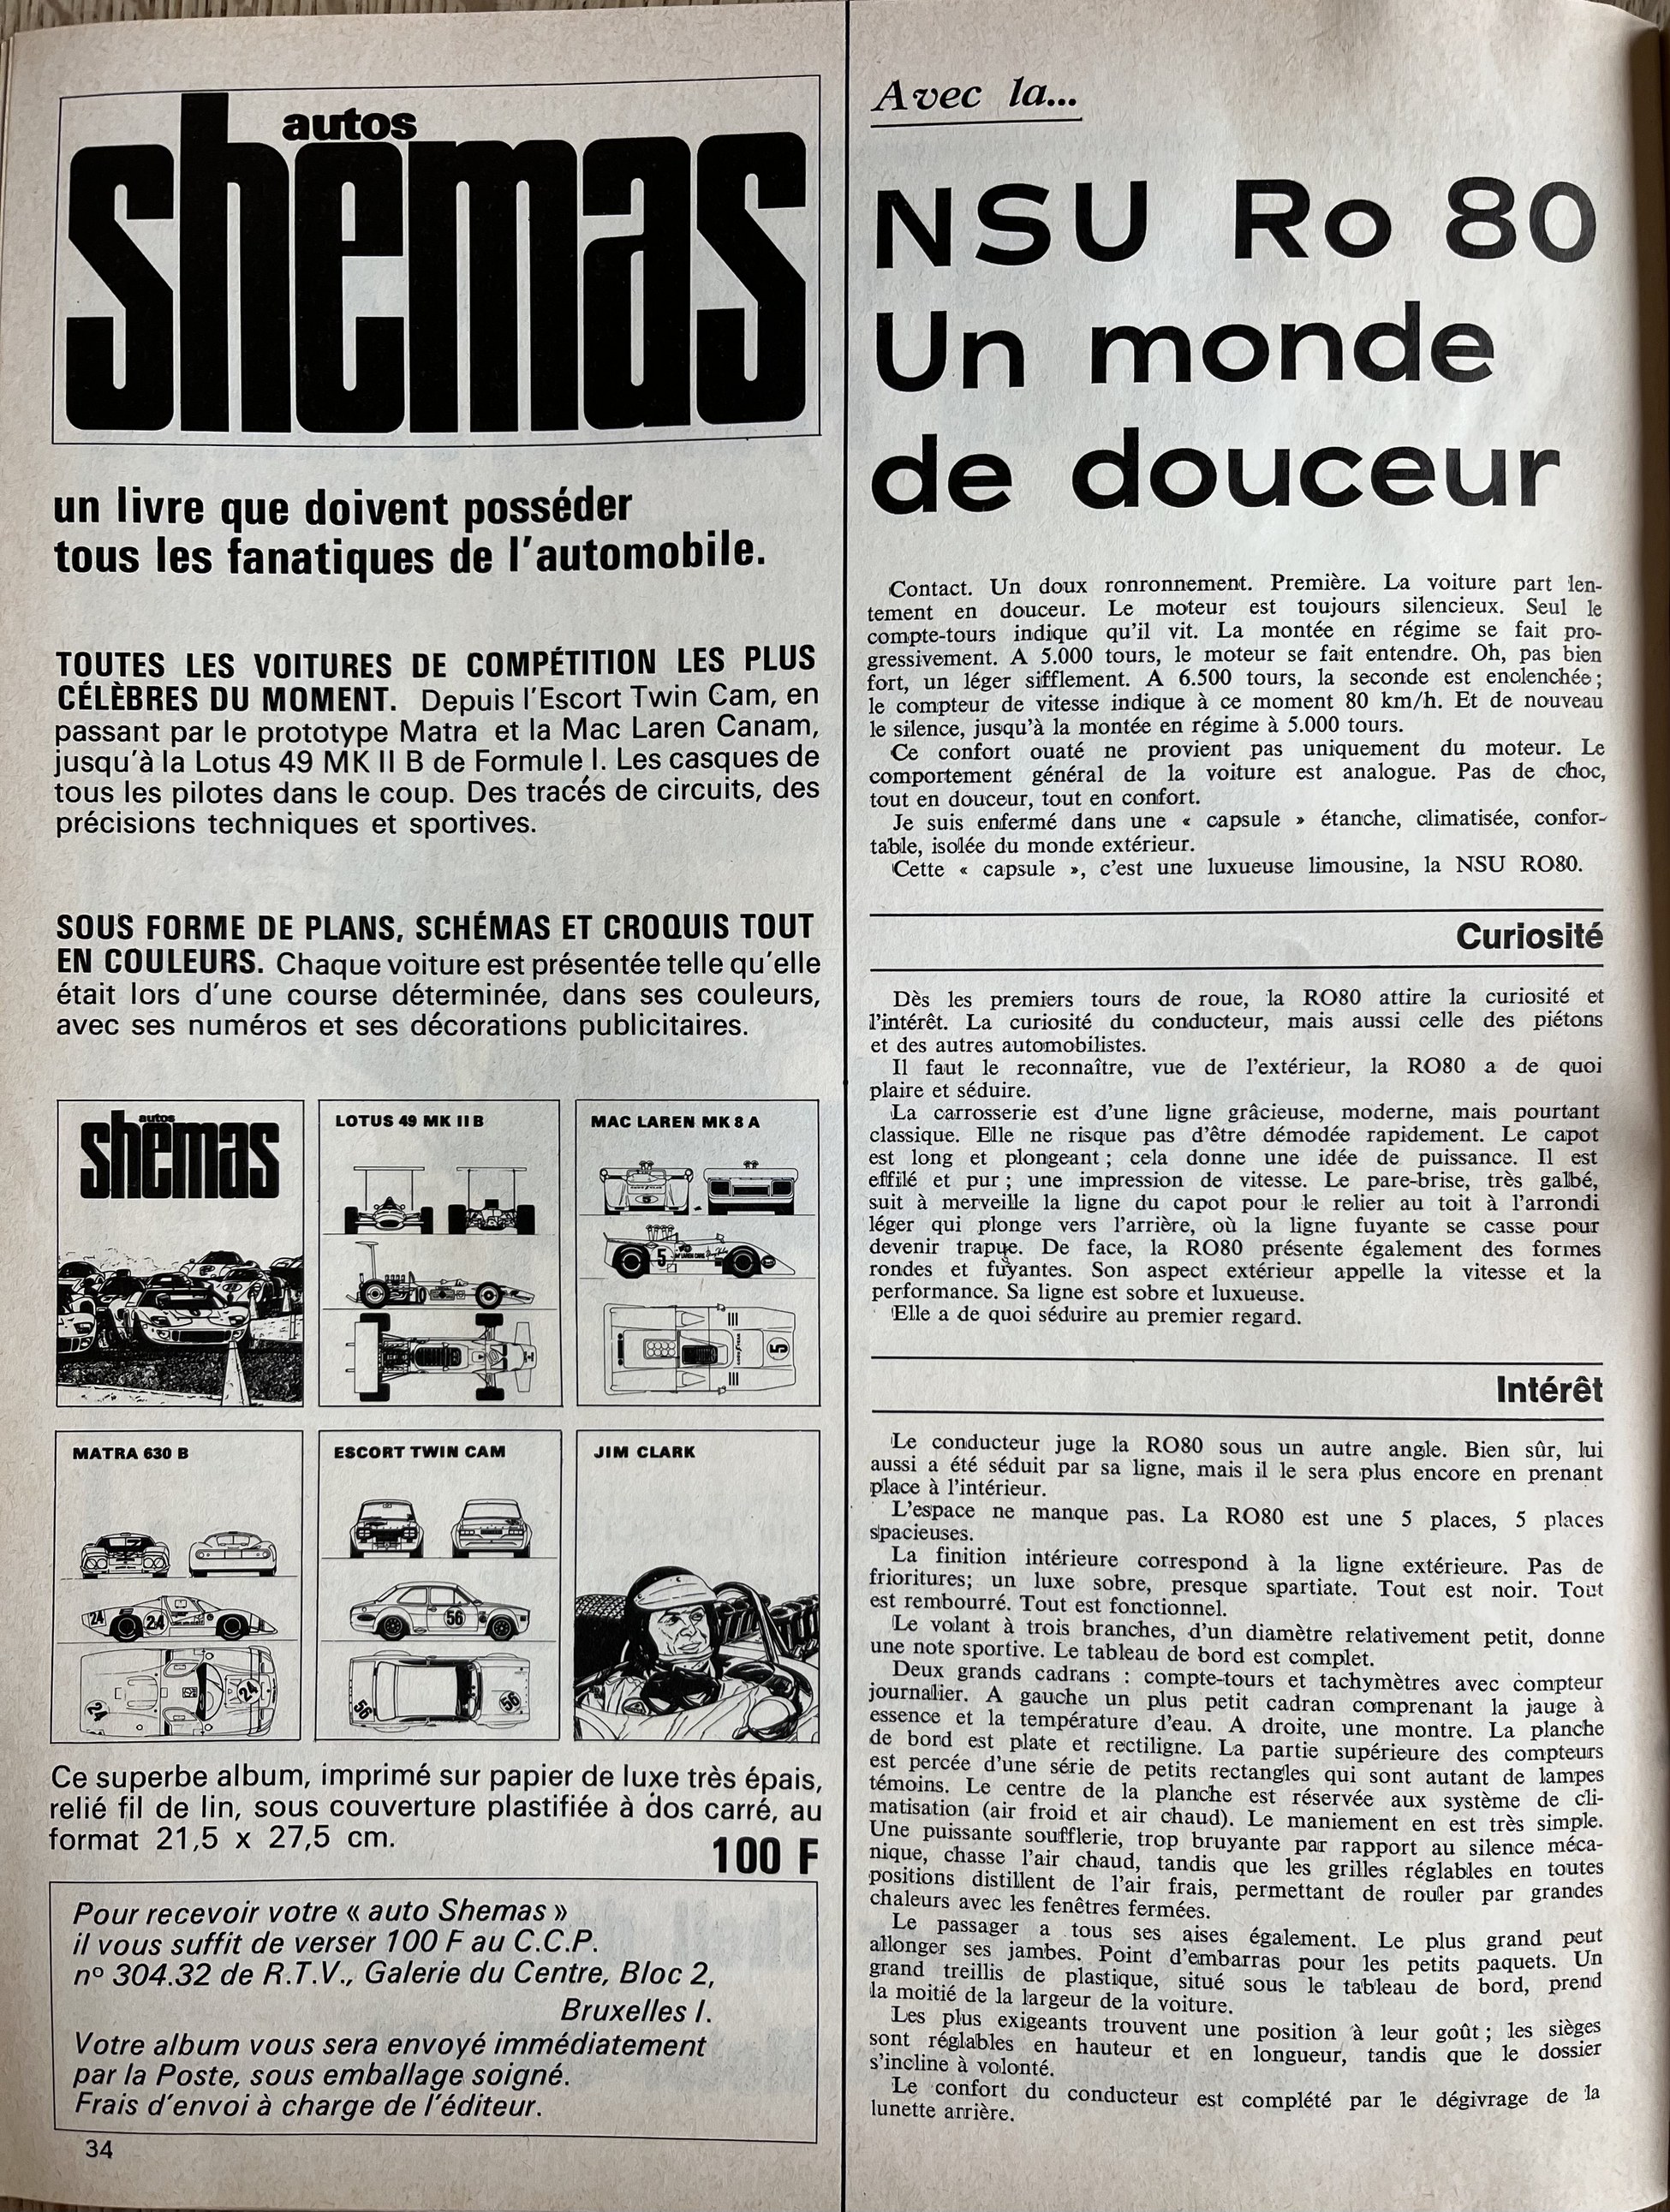 autos
shemas
un livre que doivent posséder
tous les fanatiques de l'automobile.
TOUTES LES VOITURES DE COMPÉTITION LES PLUS
CÉLÈBRES DU MOMENT. Depuis l'Escort Twin Cam, en
passant par le prototype Matra et la Mac Laren Canam,
jusqu'à la Lotus 49 MK II B de Formule I. Les casques de
tous les pilotes dans le coup. Des tracés de circuits, des
précisions techniques et sportives.
SOUS FORME DE PLANS, SCHÉMAS ET CROQUIS TOUT
EN COULEURS. Chaque voiture est présentée telle qu'elle
était lors d'une course déterminée, dans ses couleurs,
avec ses numéros et ses décorations publicitaires.
autos
shemas
LOTUS 49 MK II B
10
MAC LAREN MK 8 A
5
5
5
MATRA 630 B
24
24
24
24
ESCORT TWIN CAM
56
56
56
JIM CLARK
Ce superbe album, imprimé sur papier de luxe très épais,
relié fil de lin, sous couverture plastifiée à dos carré, au
format 21,5 x 27,5 cm.
100 F
Pour recevoir votre « auto Shemas »
il vous suffit de verser 100 F au C.C.P.
nº 304.32 de R.T.V., Galerie du Centre, Bloc 2,
Bruxelles I.
Votre album vous sera envoyé immédiatement
par la Poste, sous emballage soigné.
Frais d'envoi à charge de l'éditeur.
34
Avec la...
NSU Ro 80
Un monde
de douceur
Contact. Un doux ronronnement. Première. La voiture part len-
tement en douceur. Le moteur est toujours silencieux. Seul le
compte-tours indique qu'il vit. La montée en régime se fait pro-
gressivement. A 5.000 tours, le moteur se fait entendre. Oh, pas bien
fort, un léger sifflement. A 6.500 tours, la seconde est enclenchée ;
le compteur de vitesse indique à ce moment 80 km/h. Et de nouveau
le silence, jusqu'à la montée en régime à 5.000 tours.
Ce confort ouaté ne provient pas uniquement du moteur. Le
comportement général de la voiture est analogue. Pas de choc,
tout en douceur, tout en confort.
Je suis enfermé dans une « capsule » étanche, climatisée, confor-
table, isolée du monde extérieur.
Cette « capsule », c'est une luxueuse limousine, la NSU RO80.
Curiosité
Dès les premiers tours de roue, la RO80 attire la curiosité et
l'intérêt. La curiosité du conducteur, mais aussi celle des piétons
et des autres automobilistes.
Il faut le reconnaître, vue de l'extérieur, la RO80 a de quoi
plaire et séduire.
La carrosserie est d'une ligne grâcieuse, moderne, mais pourtant
classique. Elle ne risque pas d'être démodée rapidement. Le capot
est long et plongeant ; cela donne une idée de puissance. Il est
effilé et pur ; une impression de vitesse. Le pare-brise, très galbé,
suit à merveille la ligne du capot pour le relier au toit à l'arrondi
léger qui plonge vers l'arrière, où la ligne fuyante se casse pour
devenir trapue. De face, la RO80 présente également des formes
rondes et fuyantes. Son aspect extérieur appelle la vitesse et la
performance. Sa ligne est sobre et luxueuse.
Elle a de quoi séduire au premier regard.
Intérêt
Le conducteur juge la RO80 sous un autre angle. Bien sûr, lui
aussi a été séduit par sa ligne, mais il le sera plus encore en prenant
place à l'intérieur.
L'espace ne manque pas. La RO80 est une 5 places, 5 places
spacieuses.
La finition intérieure correspond à la ligne extérieure. Pas de
frioritures; un luxe sobre, presque spartiate. Tout est noir. Tout
est rembourré. Tout est fonctionnel.
Le volant à trois branches, d'un diamètre relativement petit, donne
une note sportive. Le tableau de bord est complet.
Deux grands cadrans : compte-tours et tachymètres avec compteur
journalier. A gauche un plus petit cadran comprenant la jauge à
essence et la température d'eau. A droite, une montre. La planche
de bord est plate et rectiligne. La partie supérieure des compteurs
est percée d'une série de petits rectangles qui sont autant de lampes
témoins. Le centre de la planche est réservée aux système de cli-
matisation (air froid et air chaud). Le maniement en est très simple.
Une puissante soufflerie, trop bruyante par rapport au silence méca-
nique, chasse l'air chaud, tandis que les grilles réglables en toutes
positions distillent de l'air frais, permettant de rouler par grandes
chaleurs avec les fenêtres fermées.
Le passager a tous ses aises également. Le plus grand peut
allonger ses jambes. Point d'embarras pour les petits paquets. Un
grand treillis de plastique, situé sous le tableau de bord, prend
la moitié de la largeur de la voiture.
Les plus exigeants trouvent une position à leur goût ; les sièges
sont réglables en hauteur et en longueur, tandis que le dossier
s'incline à volonté.
Le confort du conducteur est complété par le dégivrage de la
lunette arrière.